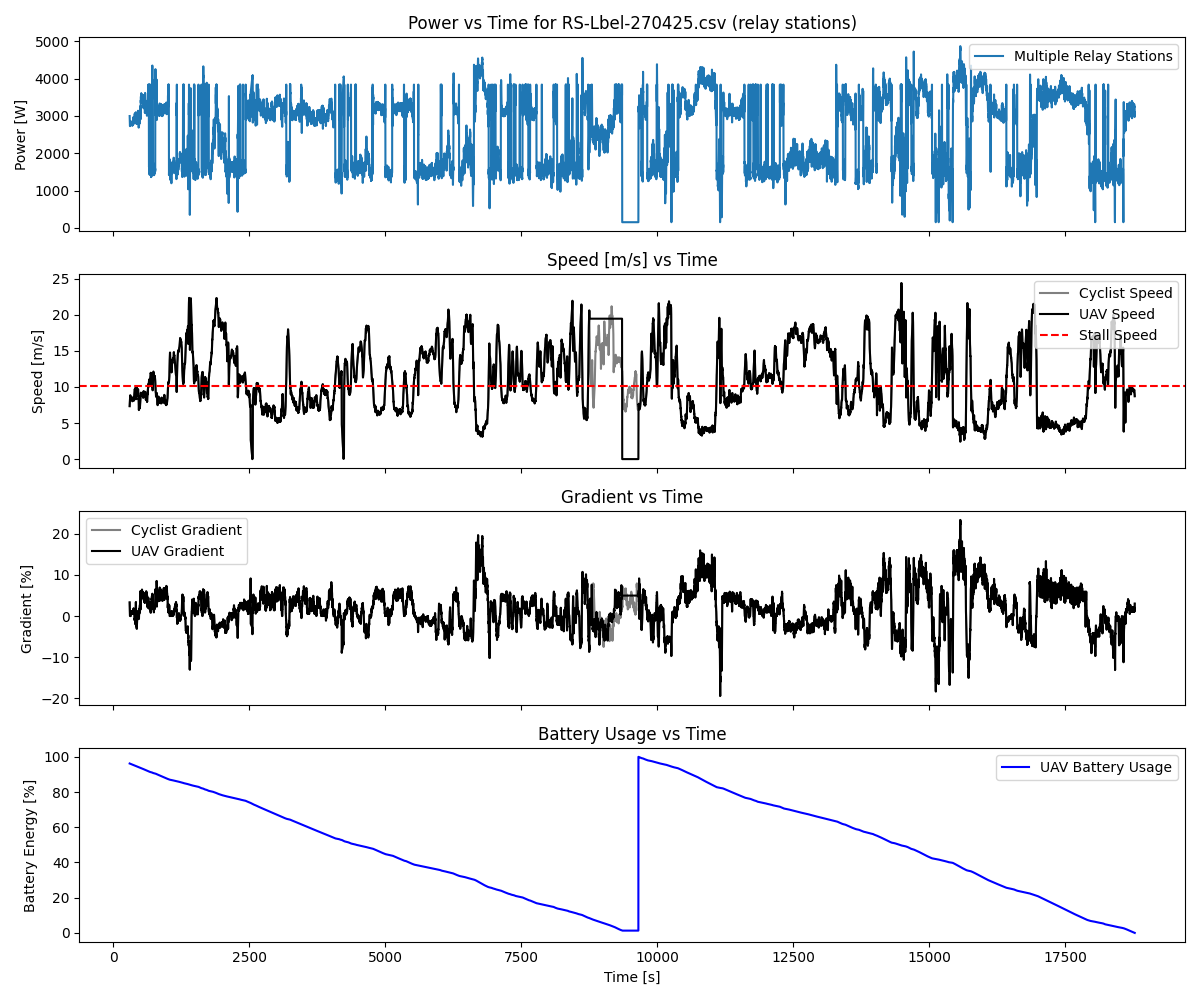 Power vs Time for RS-Lbel-270425.csv (relay stations)
Power [W]
5000
4000
3000
2000
1000
0
Multiple Relay Stations
Speed [m/s] vs Time
Speed [m/s]
25
20
15
10
5
0
Cyclist Speed
UAV Speed
Stall Speed
Gradient vs Time
Gradient [%]
20
10
0
−10
−20
Cyclist Gradient
UAV Gradient
Battery Usage vs Time
Battery Energy [%]
100
80
60
40
20
0
UAV Battery Usage
0 2500 5000 7500 10000 12500 15000 17500
Time [s]